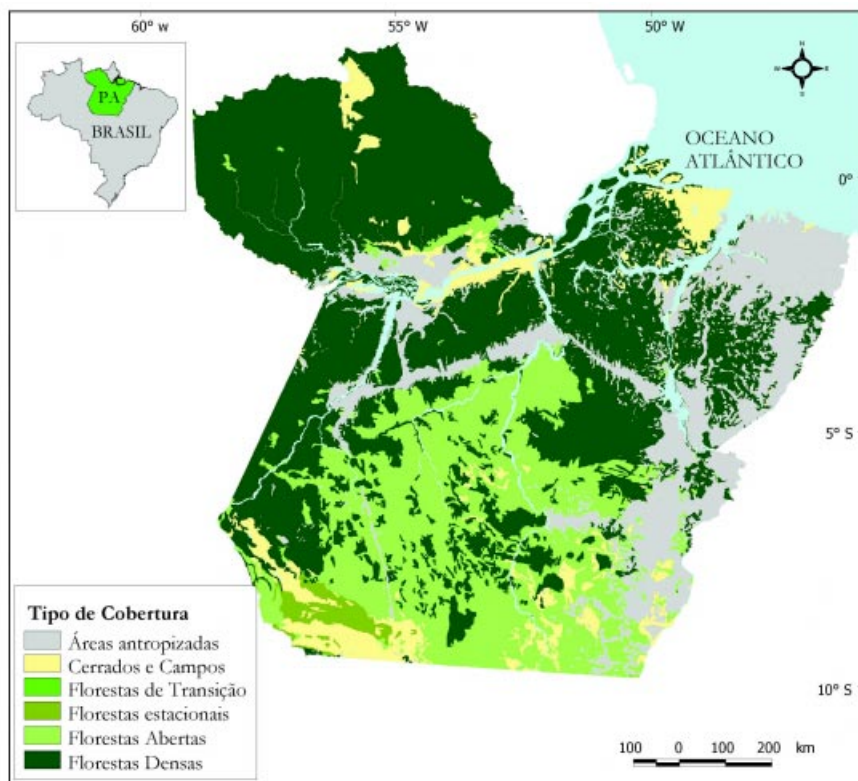 60° w 55° W 50° W
PA
BRASIL
OCEANO
ATLÂNTICO
0°
5° S
10° S
Tipo de Cobertura
Áreas antropizadas
Cerrados e Campos
Florestas de Transição
Florestas estacionais
Florestas Abertas
Florestas Densas
100 0 100 200 km